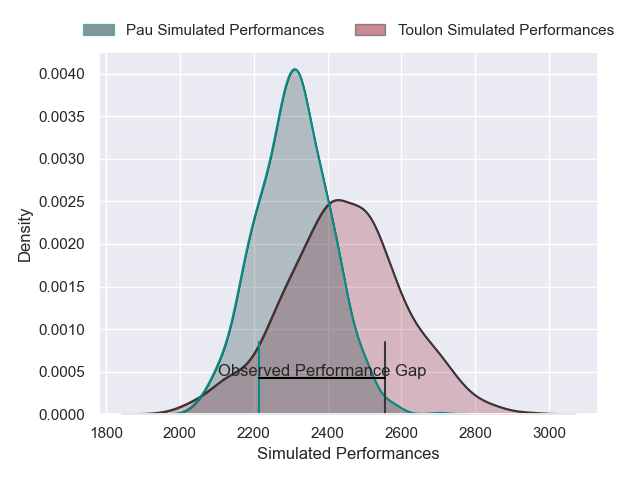 Pau Simulated Performances
Toulon Simulated Performances
0.0040
0.0035
0.0030
0.0025
0.0020
0.0015
0.0010
0.0005
0.0000
Density
Observed Performance Gap
1800 2000 2200 2400 2600 2800 3000
Simulated Performances